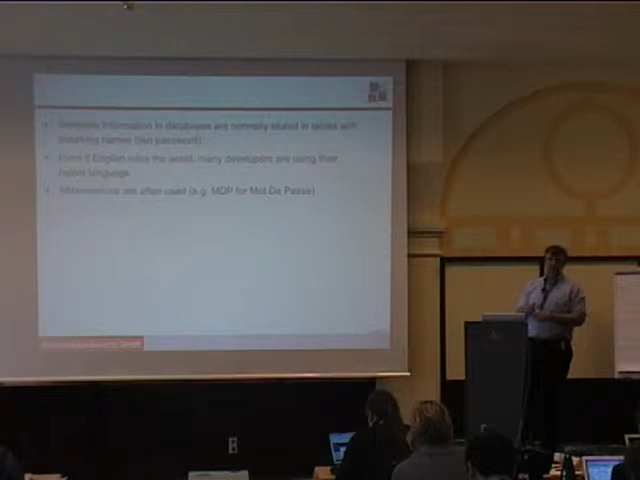 Sensitive information in databases are normally stored in tables with
speaking names (like password)
Even if English rules the world, many developers are using their
native language
Abbreviations are often used (e.g. MDP for Mot De Passe)